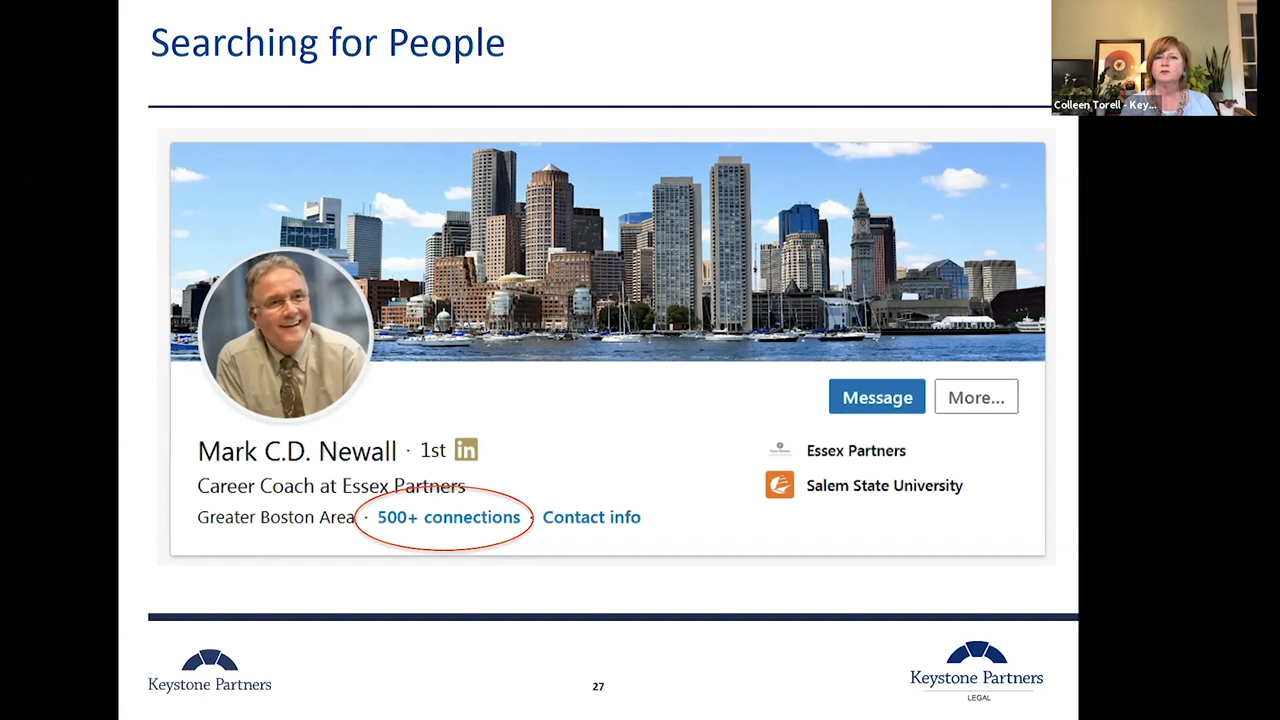 Searching for People
Colleen Torell - Key...
Message
More...
Mark C.D. Newall · 1st in
Essex Partners
Career Coach at Essex Partners
Salem State University
Greater Boston Area · 500+ connections · Contact info
Keystone Partners
27
Keystone Partners
LEGAL